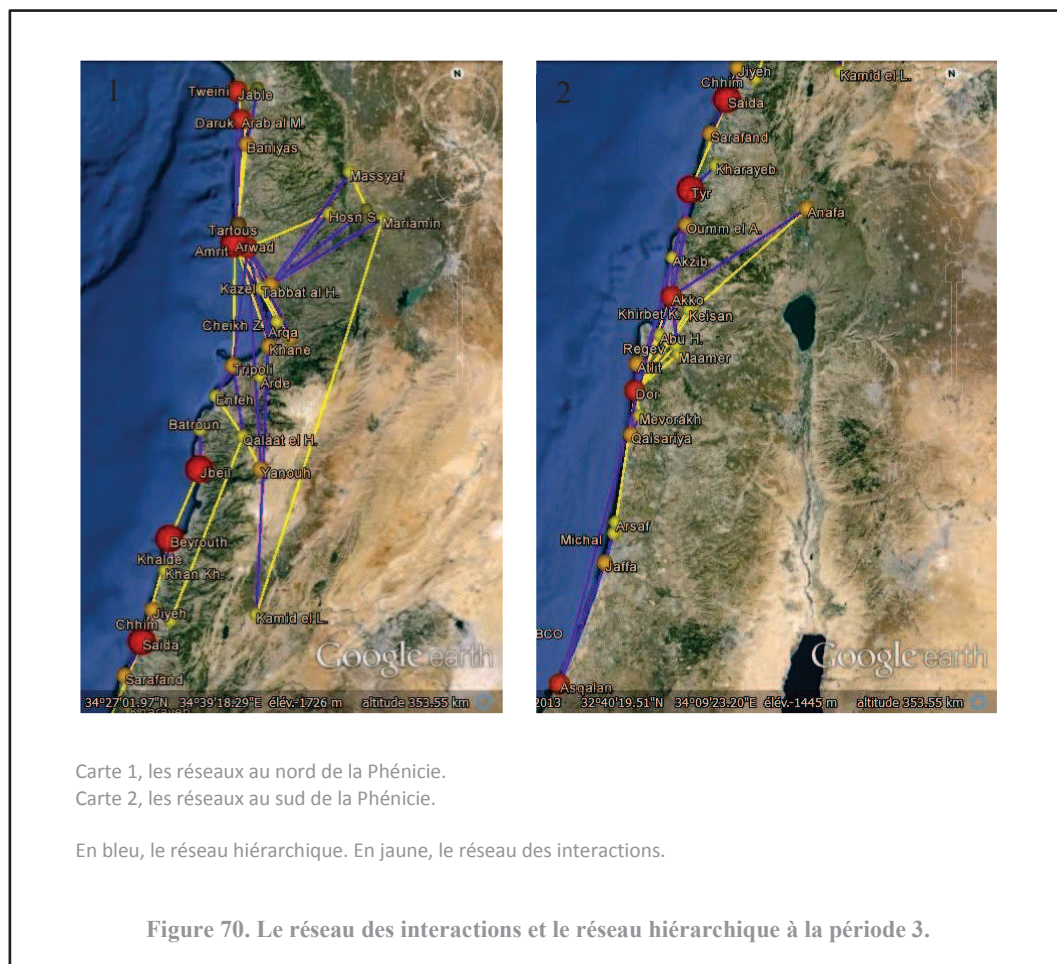 1
Tweini
Jable
Daruk
Arab al M.
Baniyas
Massyaf
Hosn S
Mariamin
Tartous
Amrit
Arwad
Kazel
Tabbat al H.
Cheikh Z.
Arqa
Khane
Tripoli
Arde
Enfeh
Batroun
Qalaat el H.
Jbeil
Yanouh
Beyrouth
Khalde
Khan Kh.
Jiyeh
Chhim
Kamid el L.
Saida
Sarafand
Kharayeb
Google earth
34°27'01.97"N 34°39'18.29"E élév.-1726 m altitude 353.55 km
N
2
Jiyeh
Chhim
Kamid el L.
Saida
Sarafand
Kharayeb
Tyr
Anafa
Oumm el A.
Akzib
Akko
Khirbet K.
Keisan
Abu H.
Regev
Maamer
Atlit
Dor
Mevorakh
Qaisariya
Arsaf
Michal
Jaffa
BCO
Asqalan
Google earth
2013 32°40'19.51"N 34°09'23.20"E élév.-1445 m altitude 353.55 km
N
Carte 1, les réseaux au nord de la Phénicie.
Carte 2, les réseaux au sud de la Phénicie.
En bleu, le réseau hiérarchique. En jaune, le réseau des interactions.
Figure 70. Le réseau des interactions et le réseau hiérarchique à la période 3.